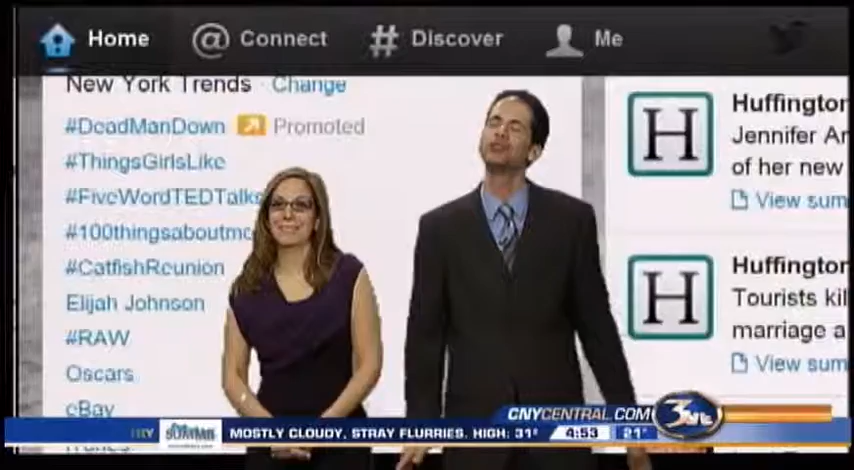 Home @ Connect # Discover Me
New York Trends · Change
#DeadManDown Promoted
#ThingsGirlsLike
#FiveWordTEDTalks
#100thingsaboutme
#CatfishReunion
Elijah Johnson
#RAW
Oscars
eBay
H Huffington
Jennifer An
of her new
View sum
H Huffington
Tourists kil
marriage a
View sum
CNYCENTRAL.COM 3
SUMMIT MOSTLY CLOUDY. STRAY FLURRIES. HIGH: 31° 4:53 21°